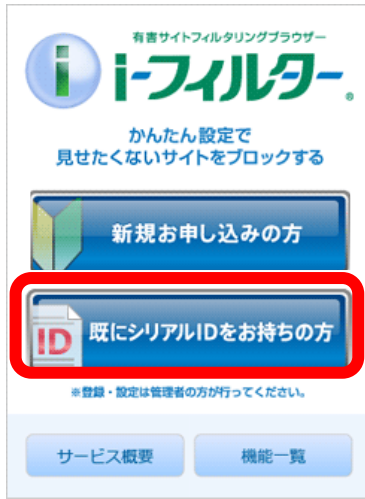 有害サイトフィルタリングブラウザー
i
i-フィルター®
かんたん設定で
見せたくないサイトをブロックする
新規お申し込みの方
ID
既にシリアルIDをお持ちの方
※登録・設定は管理者の方が行ってください。
サービス概要
機能一覧